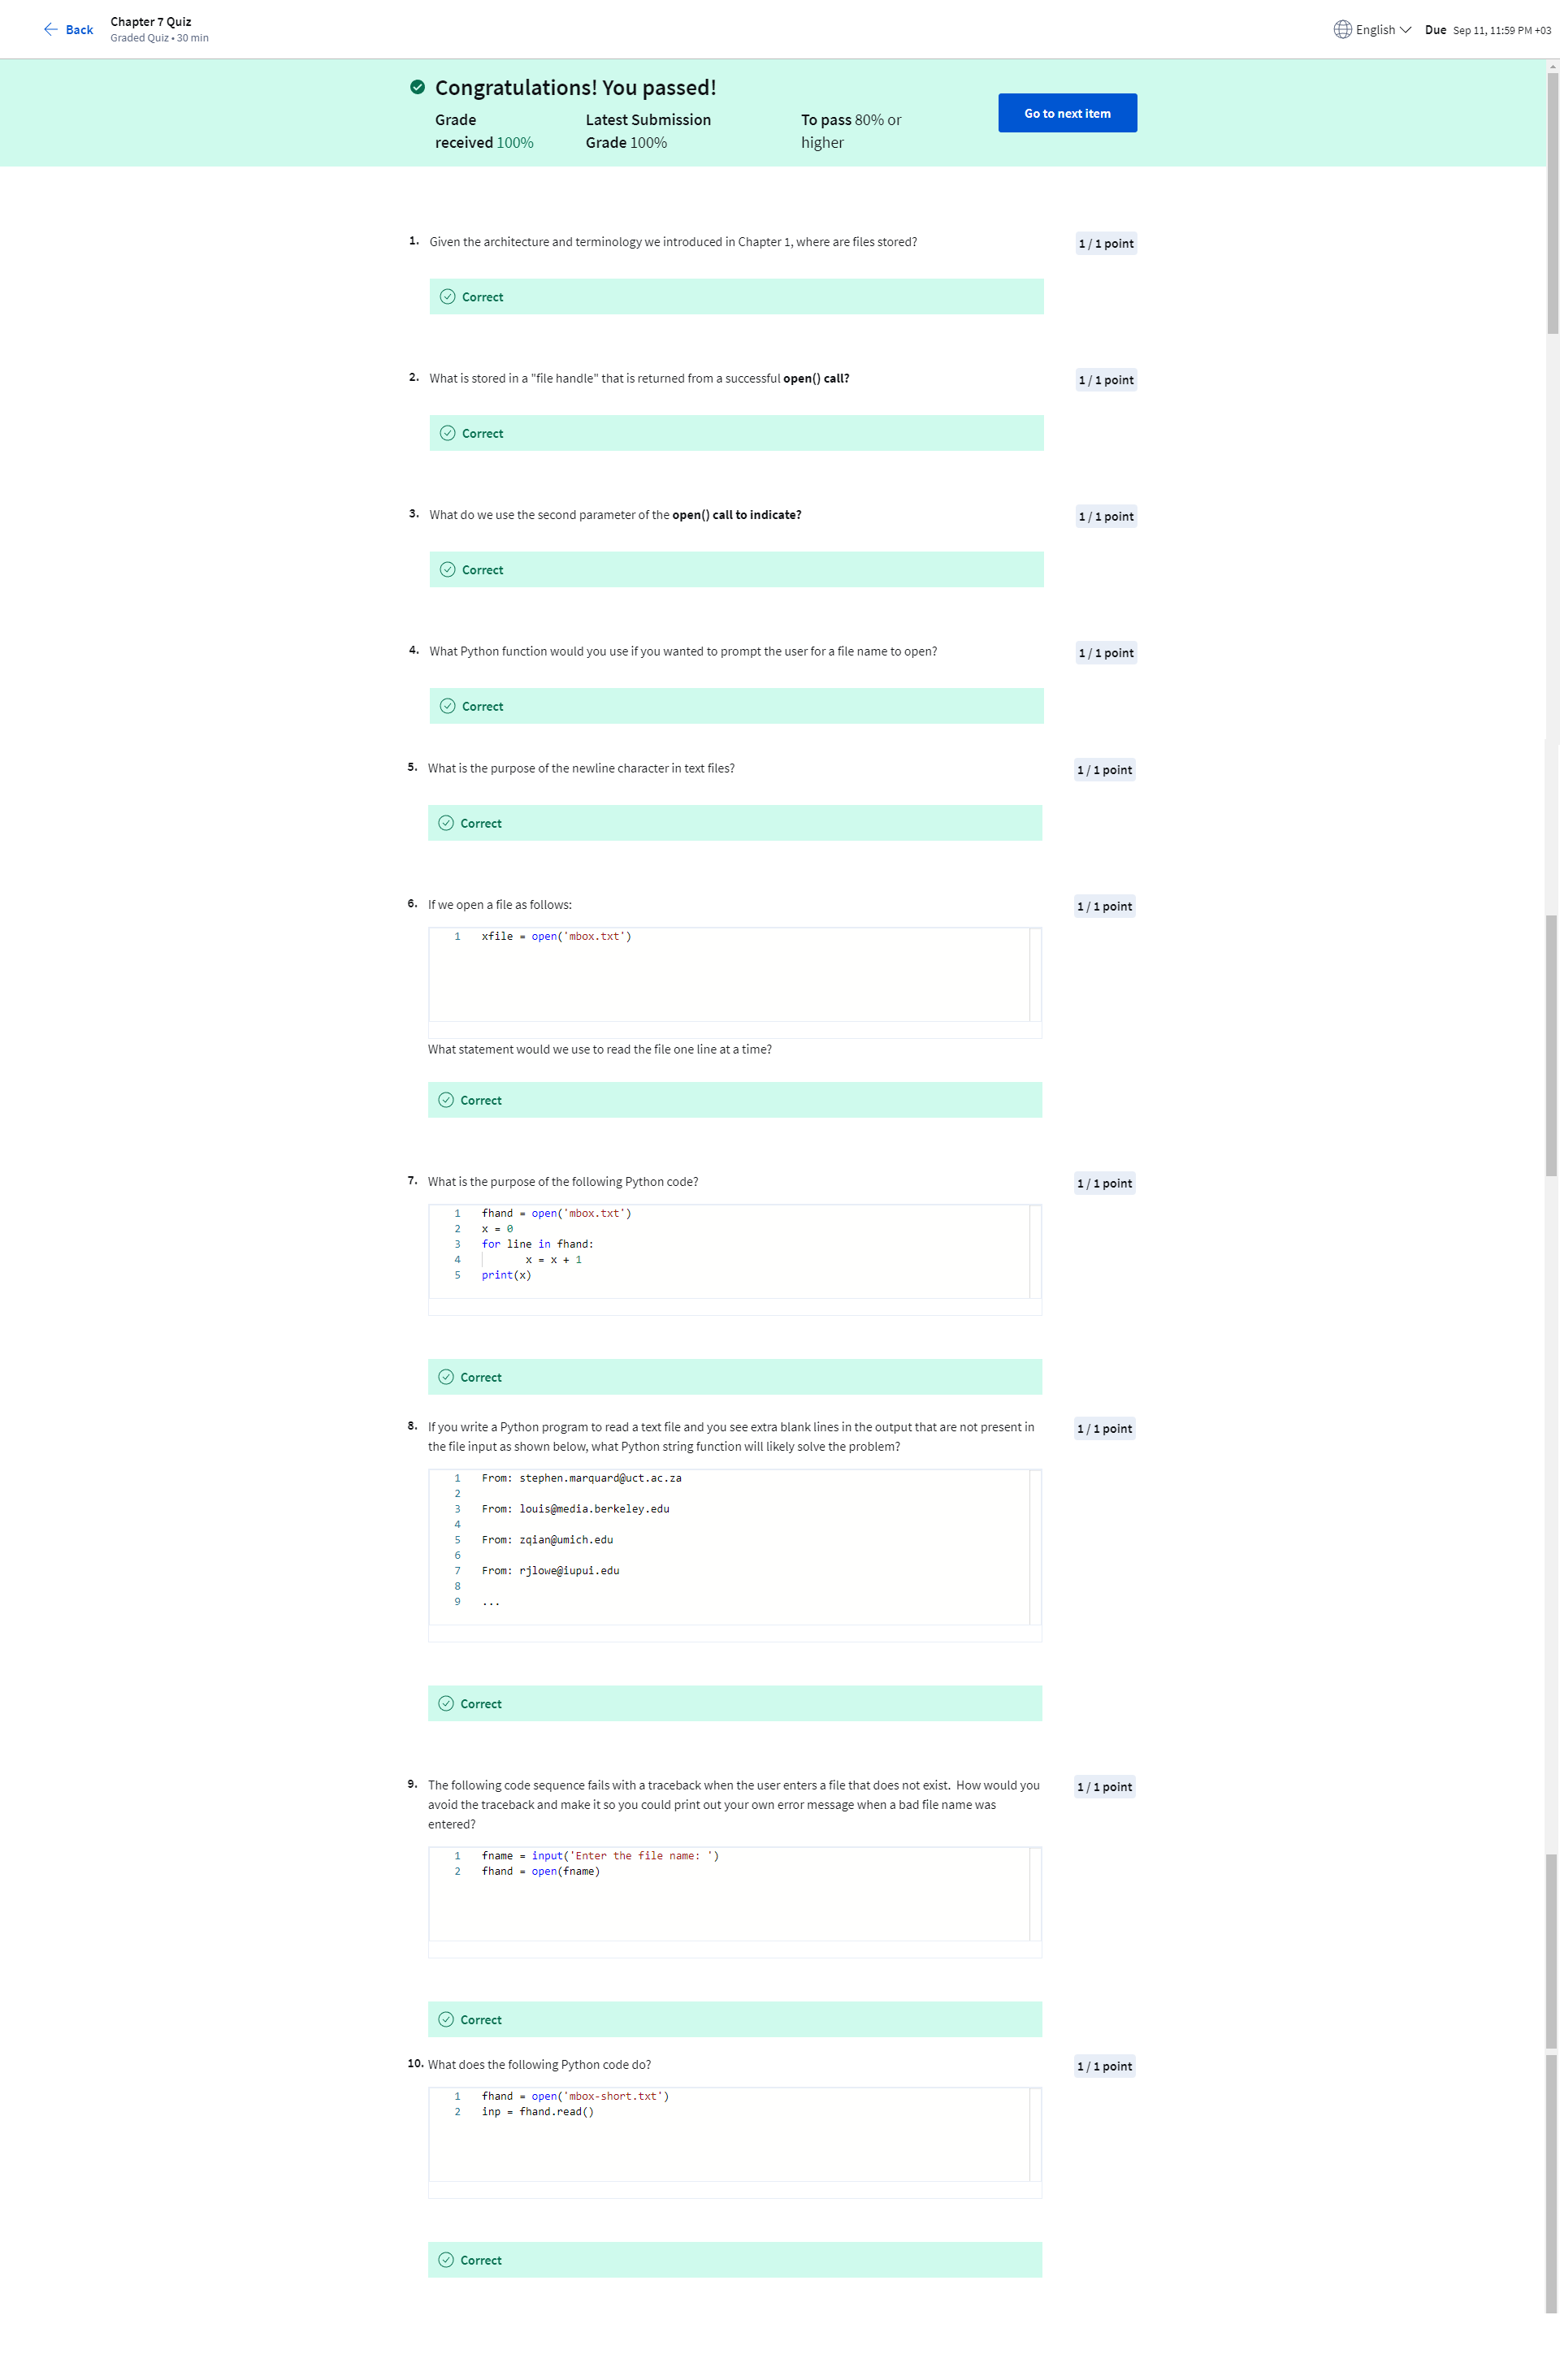 Back
Chapter 7 Quiz
Graded Quiz • 30 min
English
Due Sep 11, 11:59 PM +03
Congratulations! You passed!
Grade received 100%
Latest Submission Grade 100%
To pass 80% or higher
Go to next item
1. Given the architecture and terminology we introduced in Chapter 1, where are files stored?
1 / 1 point
Correct
2. What is stored in a "file handle" that is returned from a successful open() call?
1 / 1 point
Correct
3. What do we use the second parameter of the open() call to indicate?
1 / 1 point
Correct
4. What Python function would you use if you wanted to prompt the user for a file name to open?
1 / 1 point
Correct
5. What is the purpose of the newline character in text files?
1 / 1 point
Correct
6. If we open a file as follows:
1 / 1 point
1 xfile = open('mbox.txt')
What statement would we use to read the file one line at a time?
Correct
7. What is the purpose of the following Python code?
1 / 1 point
1 fhand = open('mbox.txt')
2 x = 0
3 for line in fhand:
4 x = x + 1
5 print(x)
Correct
8. If you write a Python program to read a text file and you see extra blank lines in the output that are not present in
the file input as shown below, what Python string function will likely solve the problem?
1 / 1 point
1 From: stephen.marquard@uct.ac.za
2
3 From: louis@media.berkeley.edu
4
5 From: zqian@umich.edu
6
7 From: rjlowe@iupui.edu
8
9 ...
Correct
9. The following code sequence fails with a traceback when the user enters a file that does not exist. How would you
avoid the traceback and make it so you could print out your own error message when a bad file name was
entered?
1 / 1 point
1 fname = input('Enter the file name: ')
2 fhand = open(fname)
Correct
10. What does the following Python code do?
1 / 1 point
1 fhand = open('mbox-short.txt')
2 inp = fhand.read()
Correct